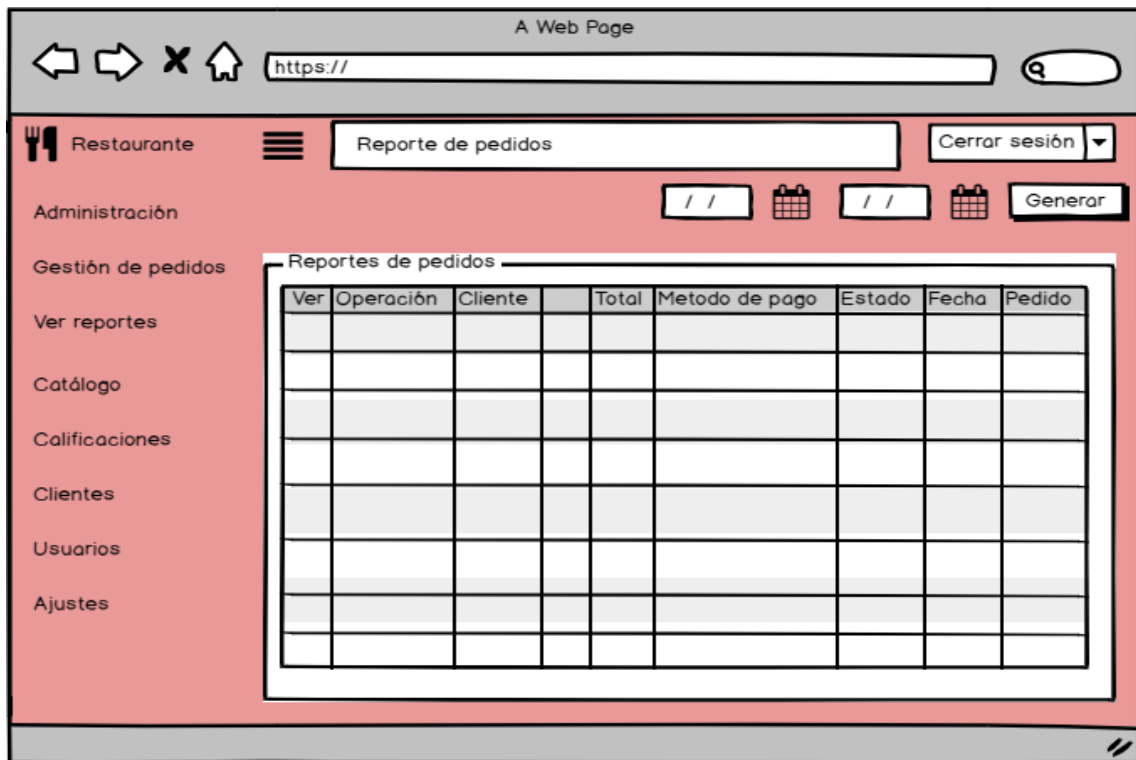 A Web Page
https://
Restaurante
Reporte de pedidos
Cerrar sesión
/ /
/ /
Generar
Administración
Gestión de pedidos
Ver reportes
Catálogo
Calificaciones
Clientes
Usuarios
Ajustes
Reportes de pedidos
Ver Operación Cliente Total Metodo de pago Estado Fecha Pedido